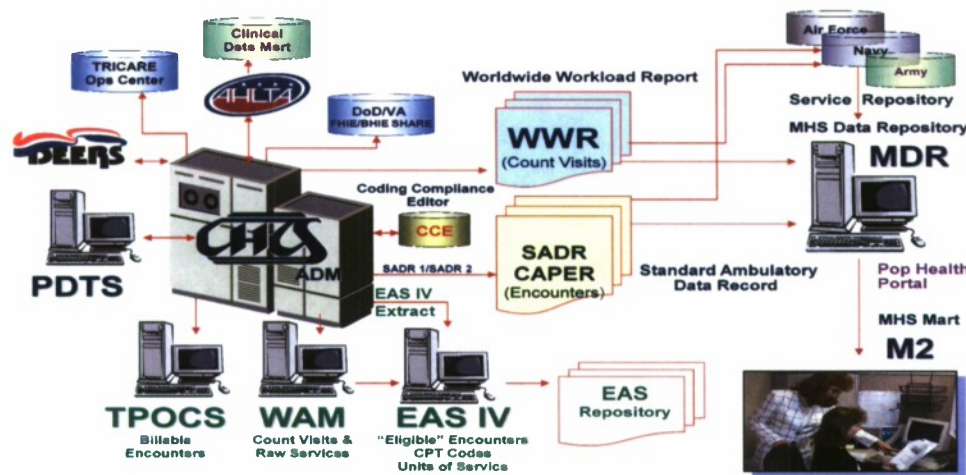 Clinical
Data Mart
TRICARE
Ops Center
AHLTA
DoD/VA
FHIE/BHIE SHARE
DEERS
PDTS
CHCS
ADM
Coding Compliance
Editor
CCE
SADR 1/SADR 2
EAS IV
Extract
Worldwide Workload Report
WWR
(Count Visits)
SADR
CAPER
(Encounters)
Standard Ambulatory
Data Record
Air Force
Navy
Army
Service Repository
MHS Data Repository
MDR
Pop Health
Portal
MHS Mart
M2
TPOCS
Billable
Encounters
WAM
Count Visits &
Raw Services
EAS IV
"Eligible" Encounters
CPT Codes
Units of Service
EAS
Repository